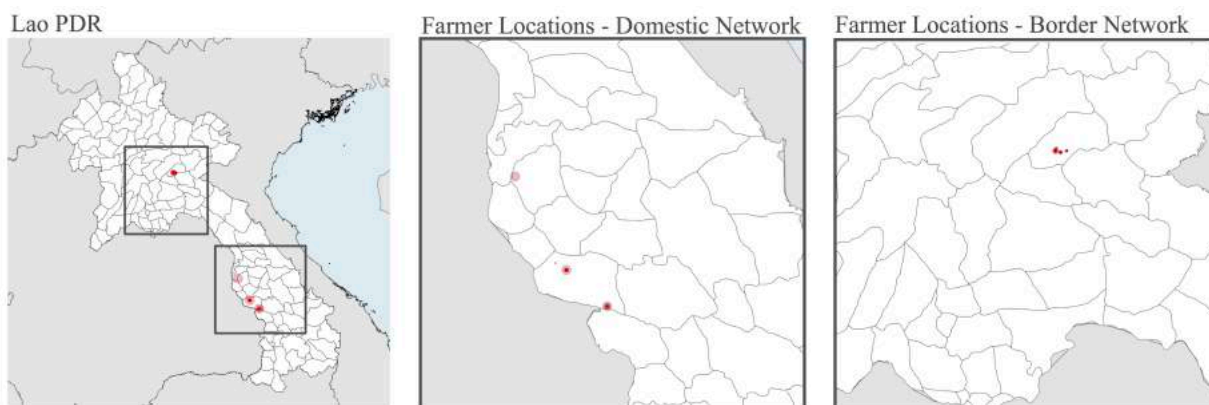 Lao PDR
Farmer Locations - Domestic Network
Farmer Locations - Border Network